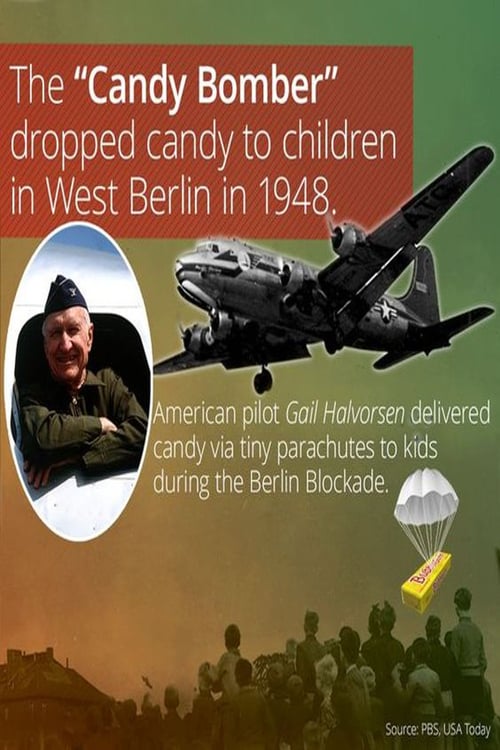 The “Candy Bomber”
dropped candy to children
in West Berlin in 1948.
ATC
American pilot Gail Halvorsen delivered
candy via tiny parachutes to kids
during the Berlin Blockade.
Source: PBS, USA Today